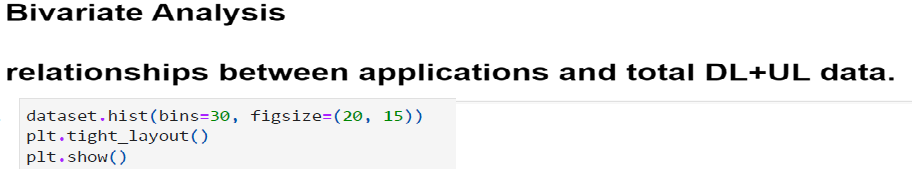 Bivariate Analysis
relationships between applications and total DL+UL data.
dataset.hist(bins=30, figsize=(20, 15))
plt.tight_layout()
plt.show()